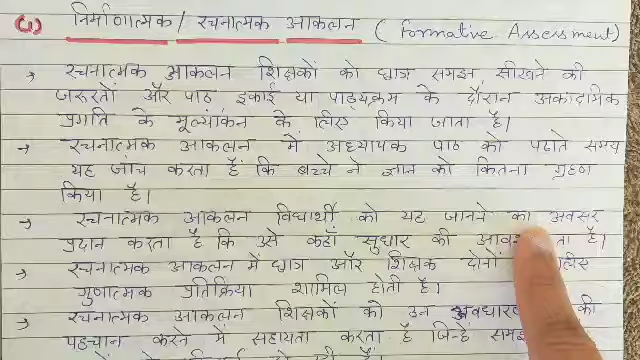 (4) निर्माणात्मक / रचनात्मक आकलन (Formative Assessment)
→ रचनात्मक आकलन शिक्षकों को छात्र समझ सीखने की
जरूरतों और पाठ इकाई या पाठ्यक्रम के दौरान अकादमिक
प्रगति के मूल्यांकन के लिए किया जाता है।
→ रचनात्मक आकलन में अध्यापक पाठ को पढ़ाते समय
यह जांच करता है कि बच्चे ने ज्ञान को कितना ग्रहण
किया है।
→ रचनात्मक आकलन विद्यार्थी को यह जानने का अवसर
प्रदान करता है कि उसे कहाँ सुधार की है।
→ रचनात्मक आकलन में छात्र और शिक्षक दोनों लिए
गुणात्मक प्रतिक्रिया शामिल होती है।
→ रचनात्मक आकलन शिक्षकों को उन की
पहचान करने में सहायता करता है जिन्हें